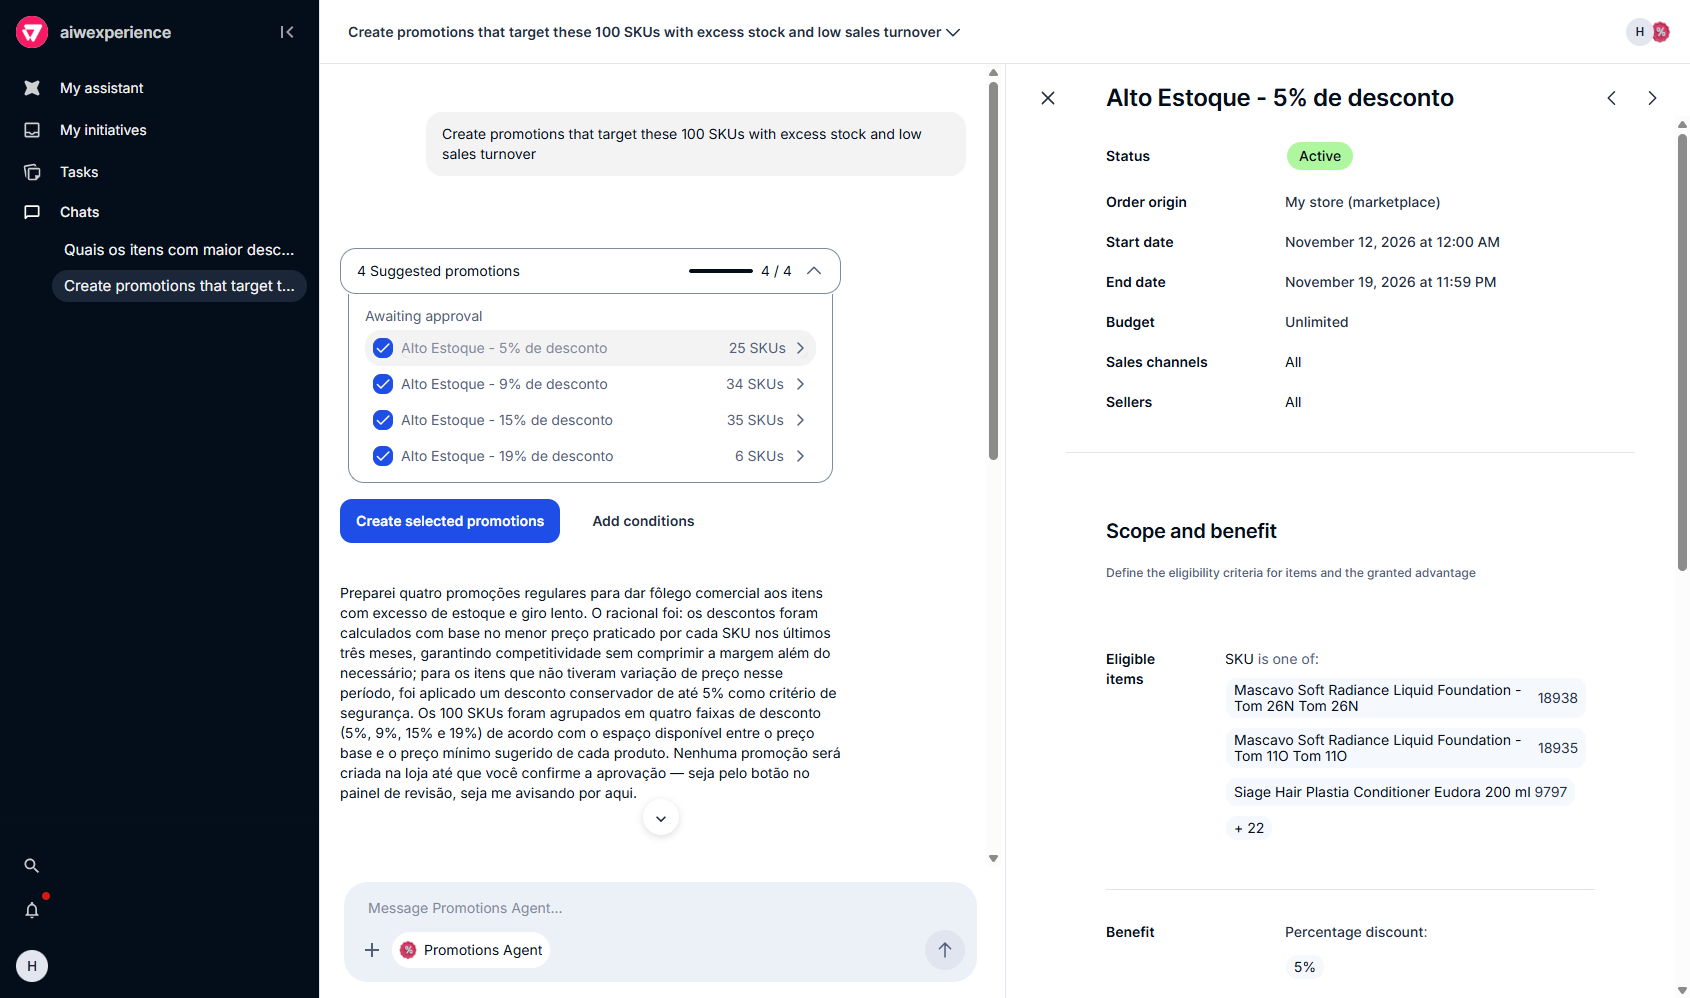 aiwexperience
My assistant
My initiatives
Tasks
Chats
Quais os itens com maior desc...
Create promotions that target t...
H
Create promotions that target these 100 SKUs with excess stock and low sales turnover
H %
Create promotions that target these 100 SKUs with excess stock and low
sales turnover
4 Suggested promotions 4 / 4
Awaiting approval
Alto Estoque - 5% de desconto 25 SKUs
Alto Estoque - 9% de desconto 34 SKUs
Alto Estoque - 15% de desconto 35 SKUs
Alto Estoque - 19% de desconto 6 SKUs
Create selected promotions Add conditions
Preparei quatro promoções regulares para dar fôlego comercial aos itens
com excesso de estoque e giro lento. O racional foi: os descontos foram
calculados com base no menor preço praticado por cada SKU nos últimos
três meses, garantindo competitividade sem comprimir a margem além do
necessário; para os itens que não tiveram variação de preço nesse
período, foi aplicado um desconto conservador de até 5% como critério de
segurança. Os 100 SKUs foram agrupados em quatro faixas de desconto
(5%, 9%, 15% e 19%) de acordo com o espaço disponível entre o preço
base e o preço mínimo sugerido de cada produto. Nenhuma promoção será
criada na loja até que você confirme a aprovação — seja pelo botão no
painel de revisão, seja me avisando por aqui.
Message Promotions Agent...
% Promotions Agent
Alto Estoque - 5% de desconto
Status Active
Order origin My store (marketplace)
Start date November 12, 2026 at 12:00 AM
End date November 19, 2026 at 11:59 PM
Budget Unlimited
Sales channels All
Sellers All
Scope and benefit
Define the eligibility criteria for items and the granted advantage
Eligible
items
SKU is one of:
Mascavo Soft Radiance Liquid Foundation -
Tom 26N Tom 26N 18938
Mascavo Soft Radiance Liquid Foundation -
Tom 11O Tom 11O 18935
Siage Hair Plastia Conditioner Eudora 200 ml 9797
+ 22
Benefit Percentage discount:
5%